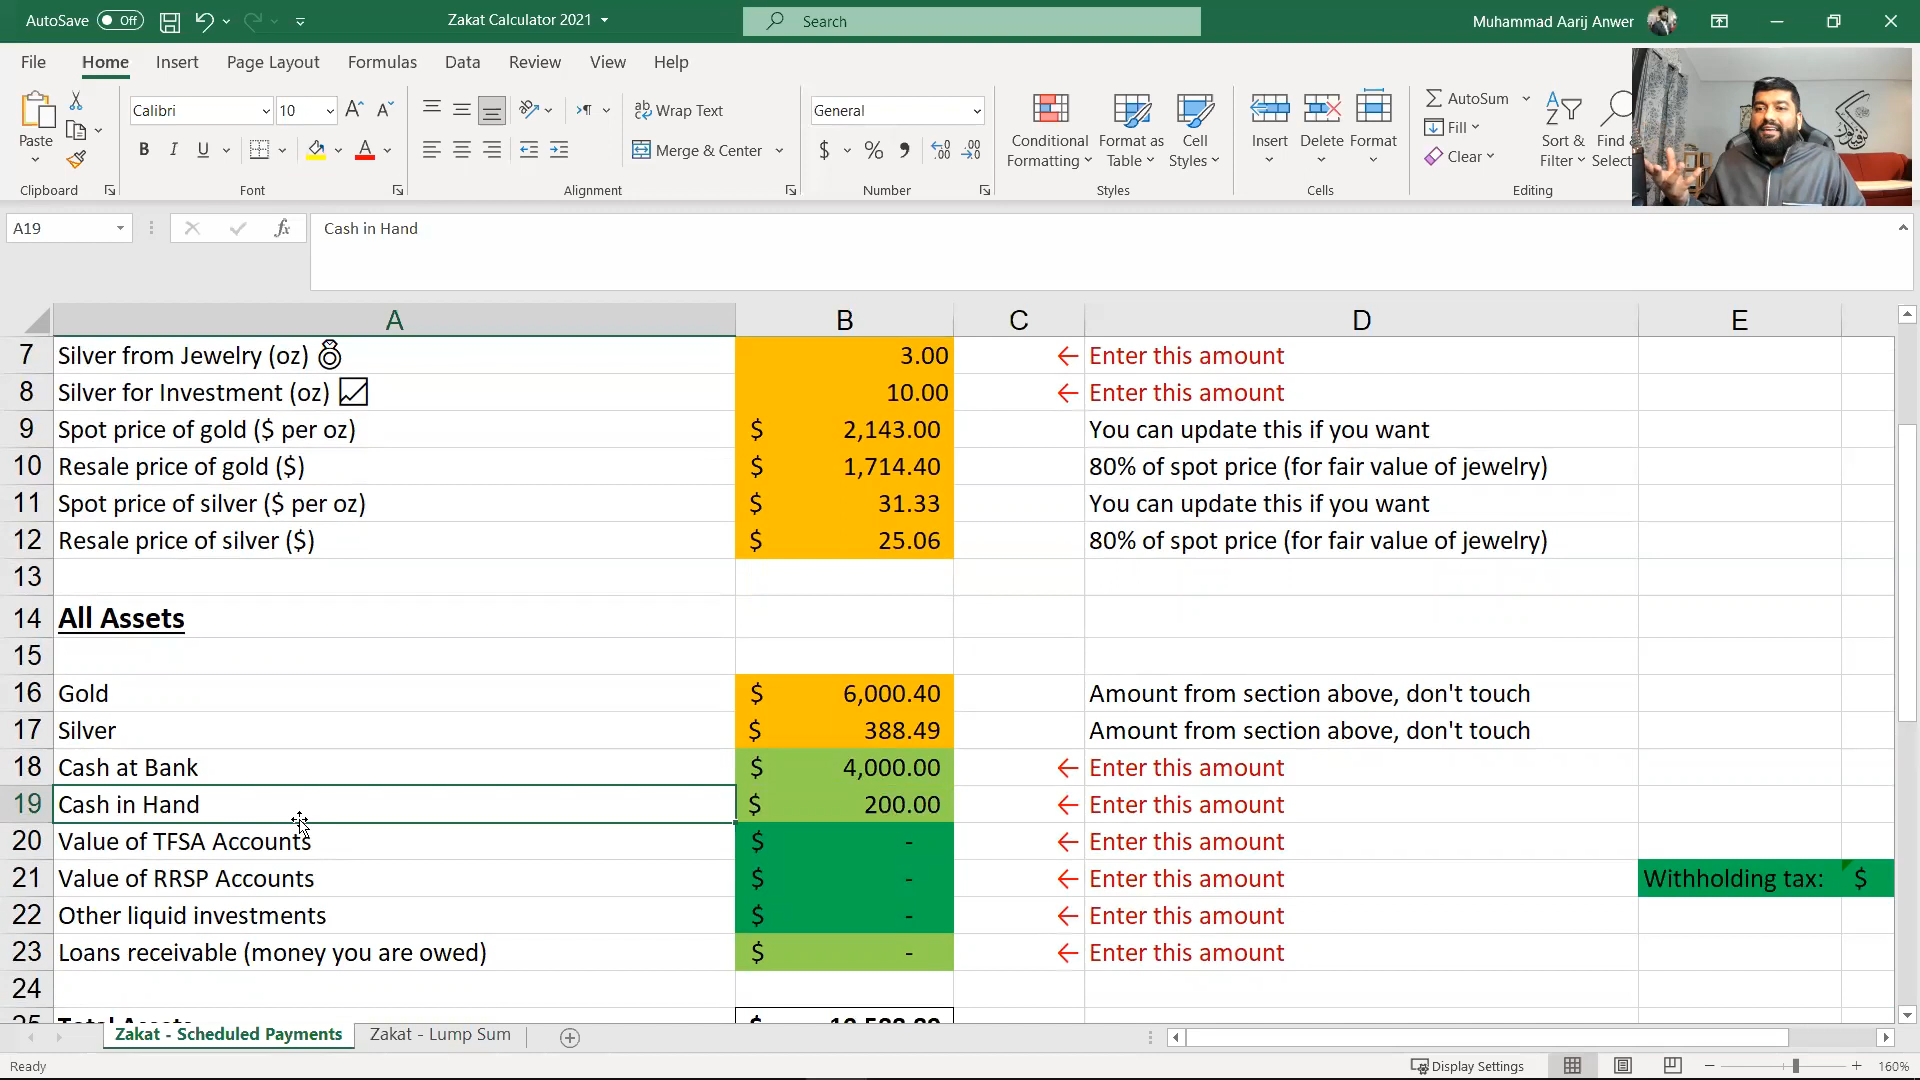 AutoSave Off Zakat Calculator 2021 Search Muhammad Aarij Anwer
File Home Insert Page Layout Formulas Data Review View Help
Calibri 10 Wrap Text General AutoSum
Paste Conditional Formatting Format as Table Cell Styles Insert Delete Format Fill Sort & Filter Find Select
B I U A Merge & Center $ % Clear
Clipboard Font Alignment Number Styles Cells Editing
A19 fx Cash in Hand
A B C D E
7 Silver from Jewelry (oz) 3.00 ← Enter this amount
8 Silver for Investment (oz) 10.00 ← Enter this amount
9 Spot price of gold ($ per oz) $ 2,143.00 You can update this if you want
10 Resale price of gold ($) $ 1,714.40 80% of spot price (for fair value of jewelry)
11 Spot price of silver ($ per oz) $ 31.33 You can update this if you want
12 Resale price of silver ($) $ 25.06 80% of spot price (for fair value of jewelry)
13
14 All Assets
15
16 Gold $ 6,000.40 Amount from section above, don't touch
17 Silver $ 388.49 Amount from section above, don't touch
18 Cash at Bank $ 4,000.00 ← Enter this amount
19 Cash in Hand $ 200.00 ← Enter this amount
20 Value of TFSA Accounts $ - ← Enter this amount
21 Value of RRSP Accounts $ - ← Enter this amount Withholding tax: $
22 Other liquid investments $ - ← Enter this amount
23 Loans receivable (money you are owed) $ - ← Enter this amount
24
25 Total Assets $
Zakat - Scheduled Payments Zakat - Lump Sum
Ready Display Settings 160%